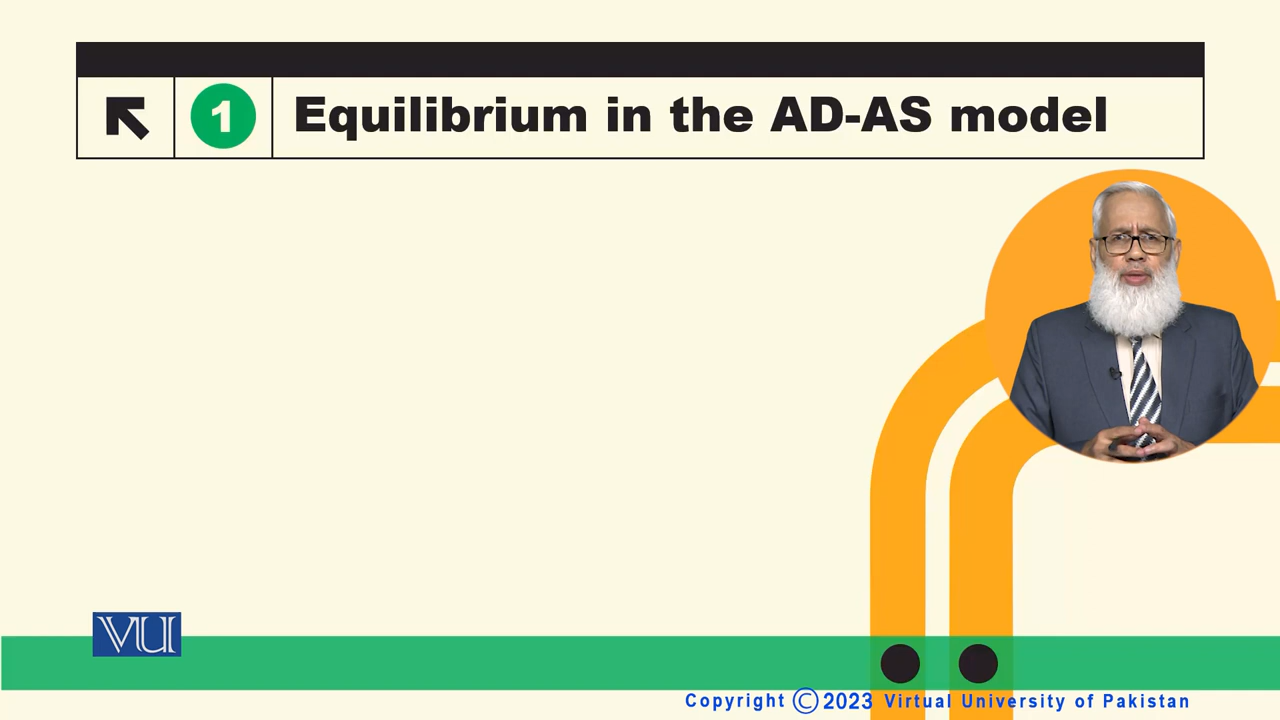 1 Equilibrium in the AD-AS model
VU
Copyright ©2023 Virtual University of Pakistan